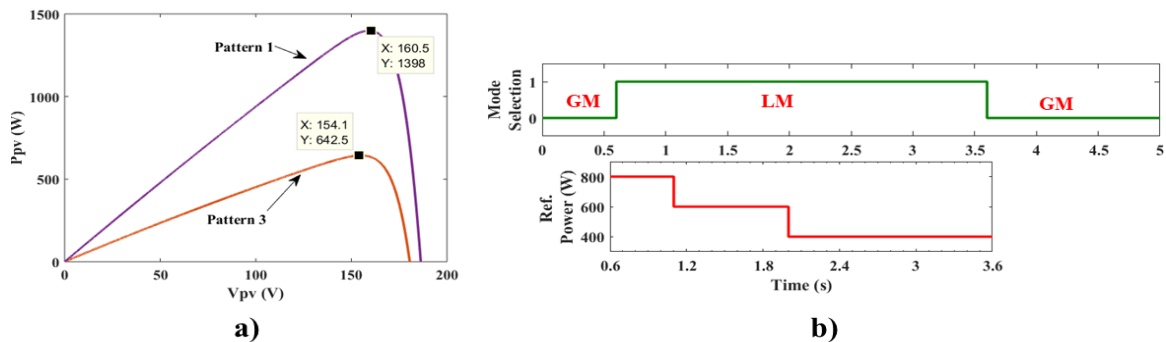 1500
1000
500
0
Ppv (W)
Pattern 1
X: 160.5
Y: 1398
X: 154.1
Y: 642.5
Pattern 3
0 50 100 150 200
Vpv (V)
a)
Mode
Selection
1
0
GM
LM
GM
0 0.5 1 1.5 2 2.5 3 3.5 4 4.5 5
Ref.
Power (W)
800
600
400
0.6 1.2 1.8 2.4 3 3.6
Time (s)
b)